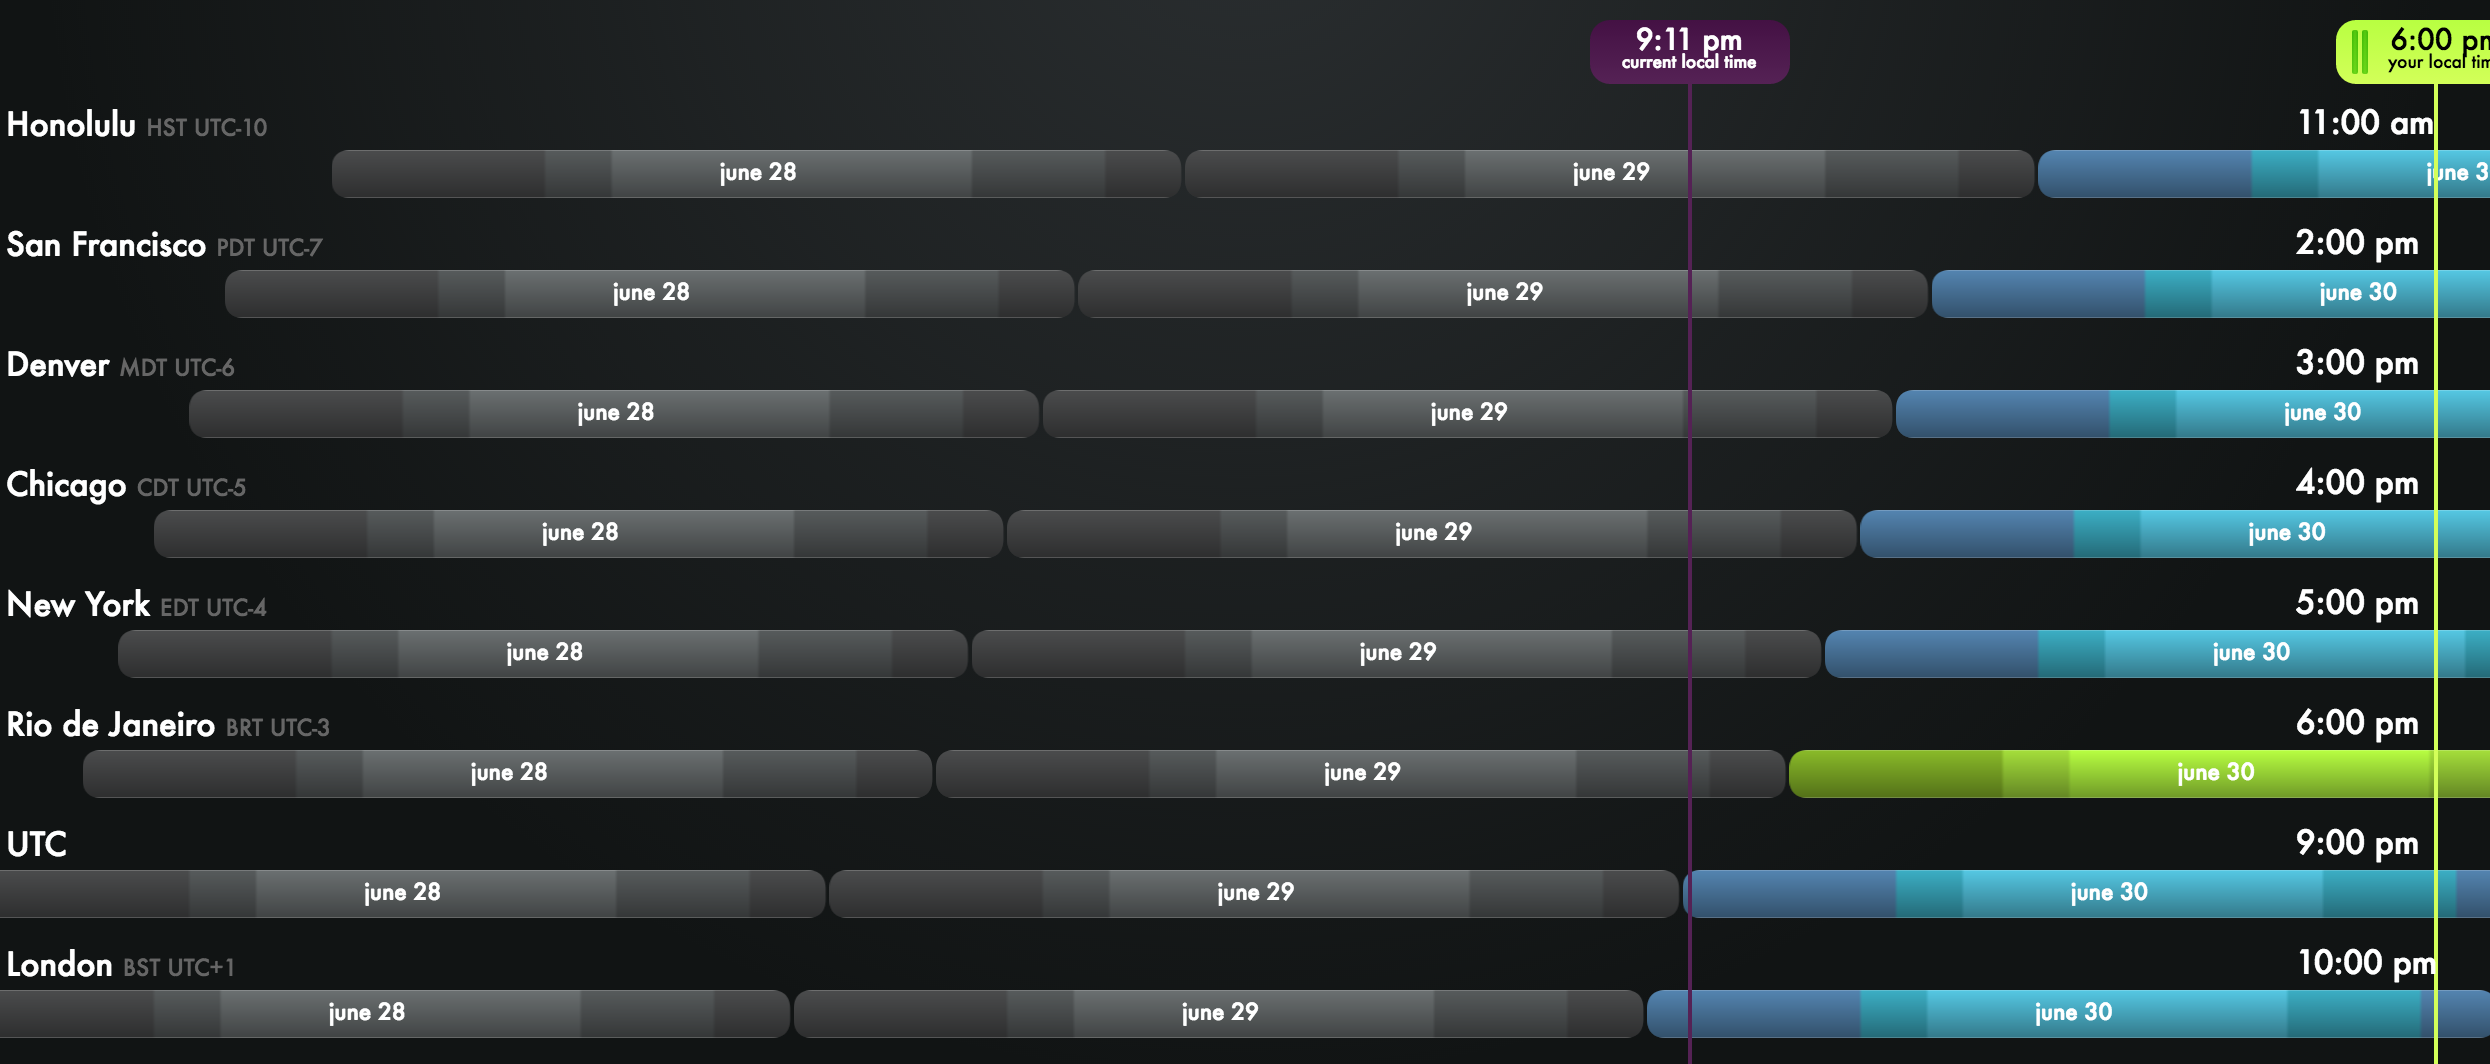 9:11 pm
current local time
6:00 pm
your local tim
Honolulu HST UTC-10
11:00 am
june 28
june 29
june 3
San Francisco PDT UTC-7
2:00 pm
june 28
june 29
june 30
Denver MDT UTC-6
3:00 pm
june 28
june 29
june 30
Chicago CDT UTC-5
4:00 pm
june 28
june 29
june 30
New York EDT UTC-4
5:00 pm
june 28
june 29
june 30
Rio de Janeiro BRT UTC-3
6:00 pm
june 28
june 29
june 30
UTC
9:00 pm
june 28
june 29
june 30
London BST UTC+1
10:00 pm
june 28
june 29
june 30